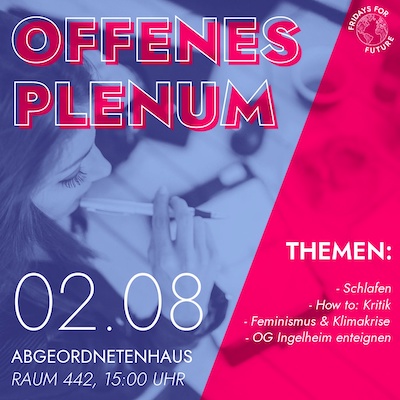 OFFENES
PLENUM
FRIDAYS FOR
FUTURE
THEMEN:
- Schlafen
- How to: Kritik
- Feminismus & Klimakrise
- OG Ingelheim enteignen
02.08
ABGEORDNETENHAUS
RAUM 442, 15:00 UHR